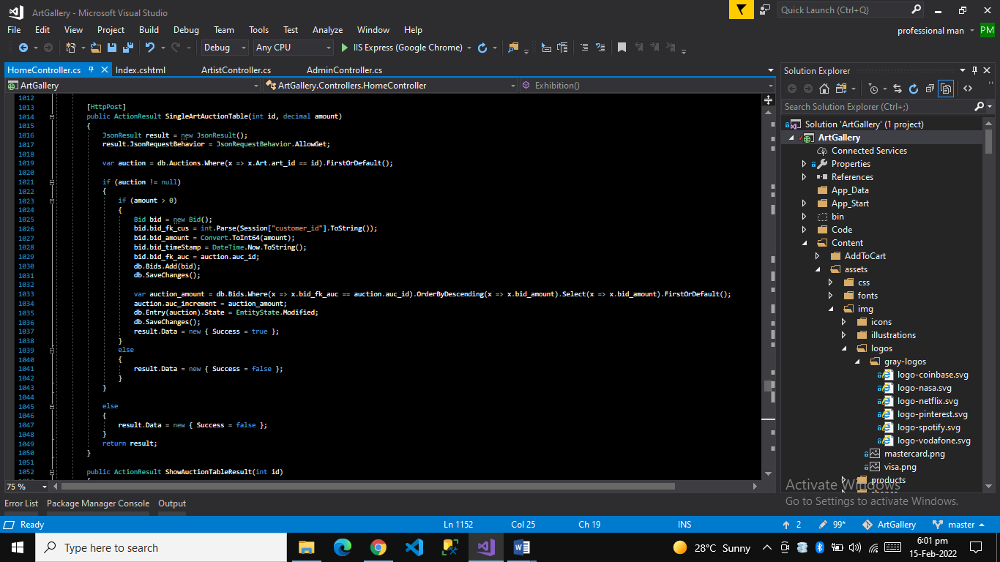 ArtGallery - Microsoft Visual Studio
Quick Launch (Ctrl+Q)
File Edit View Project Build Debug Team Tools Test Analyze Window Help
professional man PM
Debug Any CPU IIS Express (Google Chrome)
HomeController.cs Index.cshtml ArtistController.cs AdminController.cs
ArtGallery ArtGallery.Controllers.HomeController Exhibition()
1012
1013 [HttpPost]
1014 public ActionResult SingleArtAuctionTable(int id, decimal amount)
1015 {
1016 JsonResult result = new JsonResult();
1017 result.JsonRequestBehavior = JsonRequestBehavior.AllowGet;
1018
1019 var auction = db.Auctions.Where(x => x.Art.art_id == id).FirstOrDefault();
1020
1021 if (auction != null)
1022 {
1023 if (amount > 0)
1024 {
1025 Bid bid = new Bid();
1026 bid.bid_fk_cus = int.Parse(Session["customer_id"].ToString());
1027 bid.bid_amount = Convert.ToInt64(amount);
1028 bid.bid_timeStamp = DateTime.Now.ToString();
1029 bid.bid_fk_auc = auction.auc_id;
1030 db.Bids.Add(bid);
1031 db.SaveChanges();
1032
1033 var auction_amount = db.Bids.Where(x => x.bid_fk_auc == auction.auc_id).OrderByDescending(x => x.bid_amount).Select(x => x.bid_amount).FirstOrDefault();
1034 auction.auc_increment = auction_amount;
1035 db.Entry(auction).State = EntityState.Modified;
1036 db.SaveChanges();
1037 result.Data = new { Success = true };
1038 }
1039 else
1040 {
1041 result.Data = new { Success = false };
1042 }
1043 }
1044
1045 else
1046 {
1047 result.Data = new { Success = false };
1048 }
1049 return result;
1050 }
1051
1052 public ActionResult ShowAuctionTableResult(int id)
75 %
Solution Explorer
Search Solution Explorer (Ctrl+;)
Solution 'ArtGallery' (1 project)
ArtGallery
Connected Services
Properties
References
App_Data
App_Start
bin
Code
Content
AddToCart
assets
css
fonts
img
icons
illustrations
logos
gray-logos
logo-coinbase.svg
logo-nasa.svg
logo-netflix.svg
logo-pinterest.svg
logo-spotify.svg
logo-vodafone.svg
mastercard.png
visa.png
products
Activate Windows
Go to Settings to activate Windows.
Error List Package Manager Console Output
Ready Ln 1152 Col 25 Ch 19 INS 2 99* ArtGallery master
Type here to search
28°C Sunny
6:01 pm
15-Feb-2022